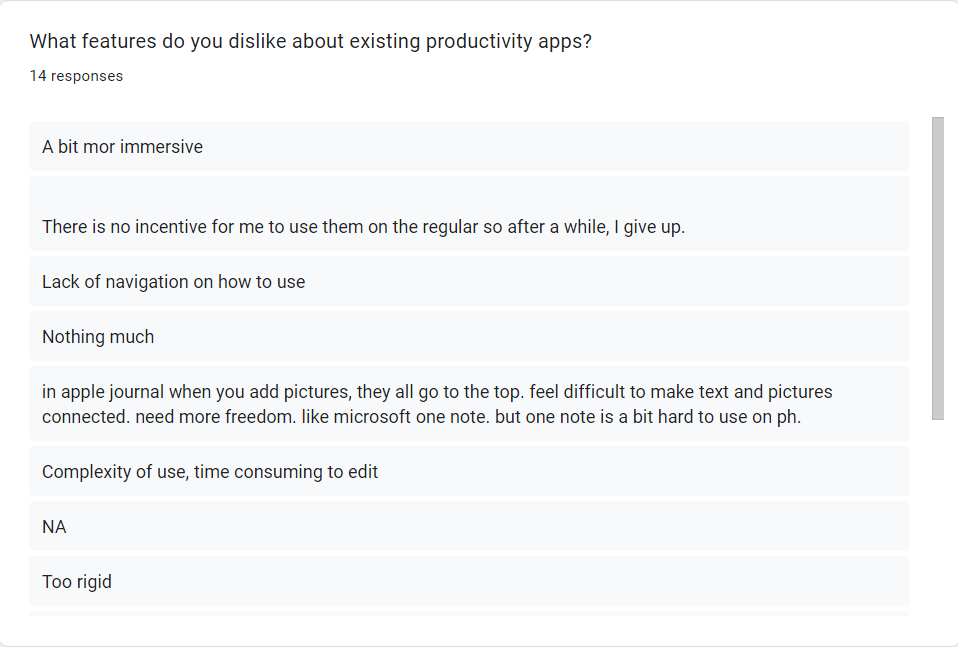 What features do you dislike about existing productivity apps?
14 responses
A bit mor immersive
There is no incentive for me to use them on the regular so after a while, I give up.
Lack of navigation on how to use
Nothing much
in apple journal when you add pictures, they all go to the top. feel difficult to make text and pictures
connected. need more freedom. like microsoft one note. but one note is a bit hard to use on ph.
Complexity of use, time consuming to edit
NA
Too rigid